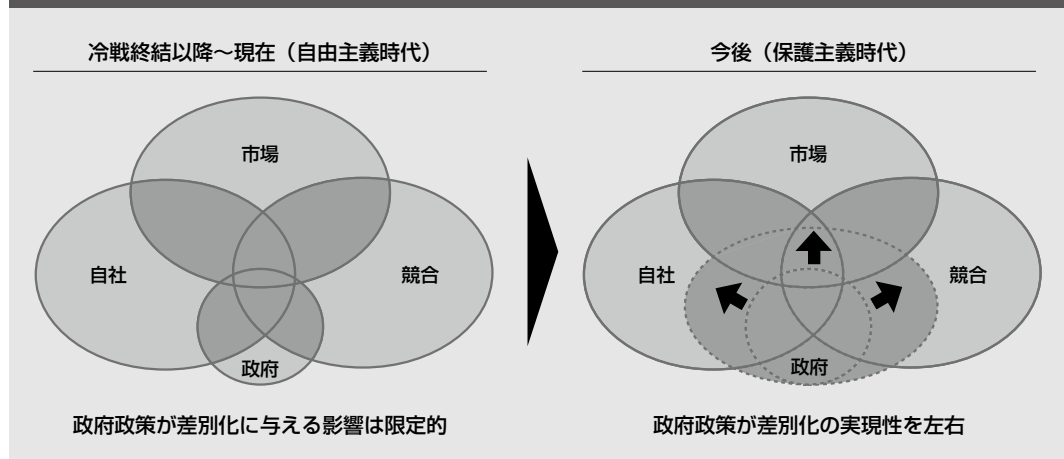 冷戦終結以降～現在（自由主義時代）
市場
自社
競合
政府
政府政策が差別化に与える影響は限定的
今後（保護主義時代）
市場
自社
競合
政府
政府政策が差別化の実現性を左右